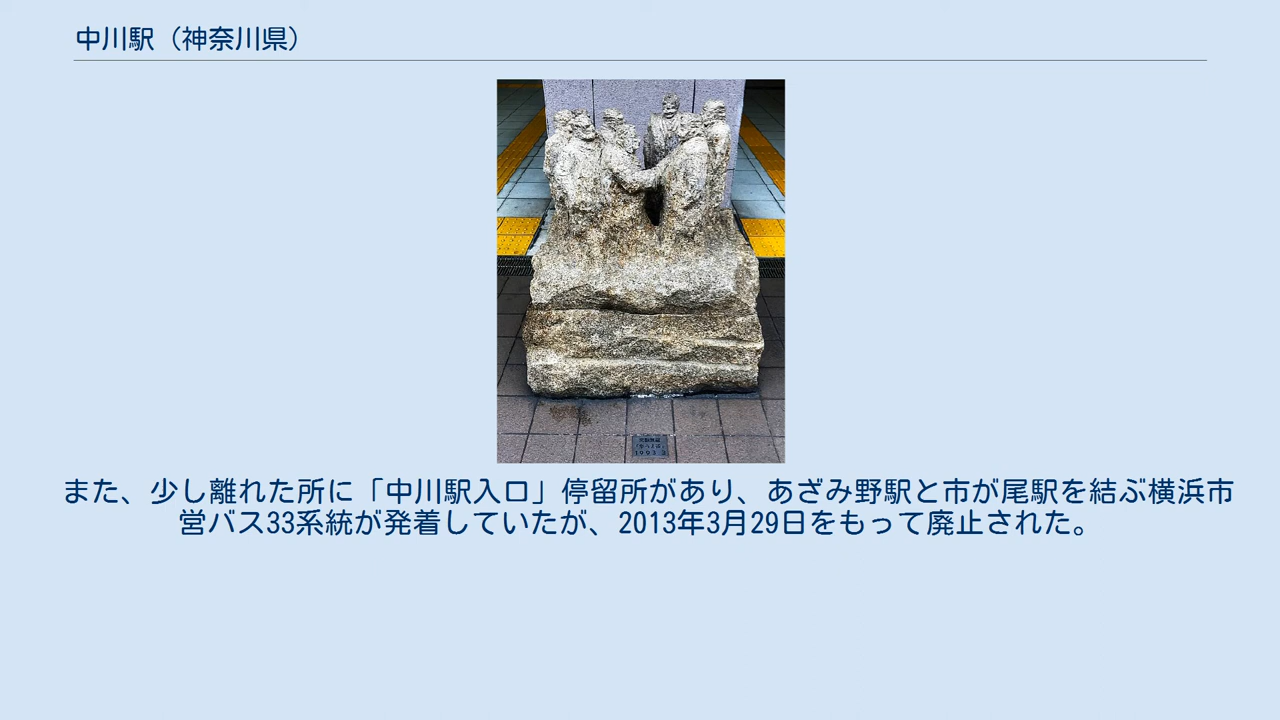 中川駅（神奈川県）
1993 3
また、少し離れた所に「中川駅入口」停留所があり、あざみ野駅と市が尾駅を結ぶ横浜市
営バス33系統が発着していたが、2013年3月29日をもって廃止された。